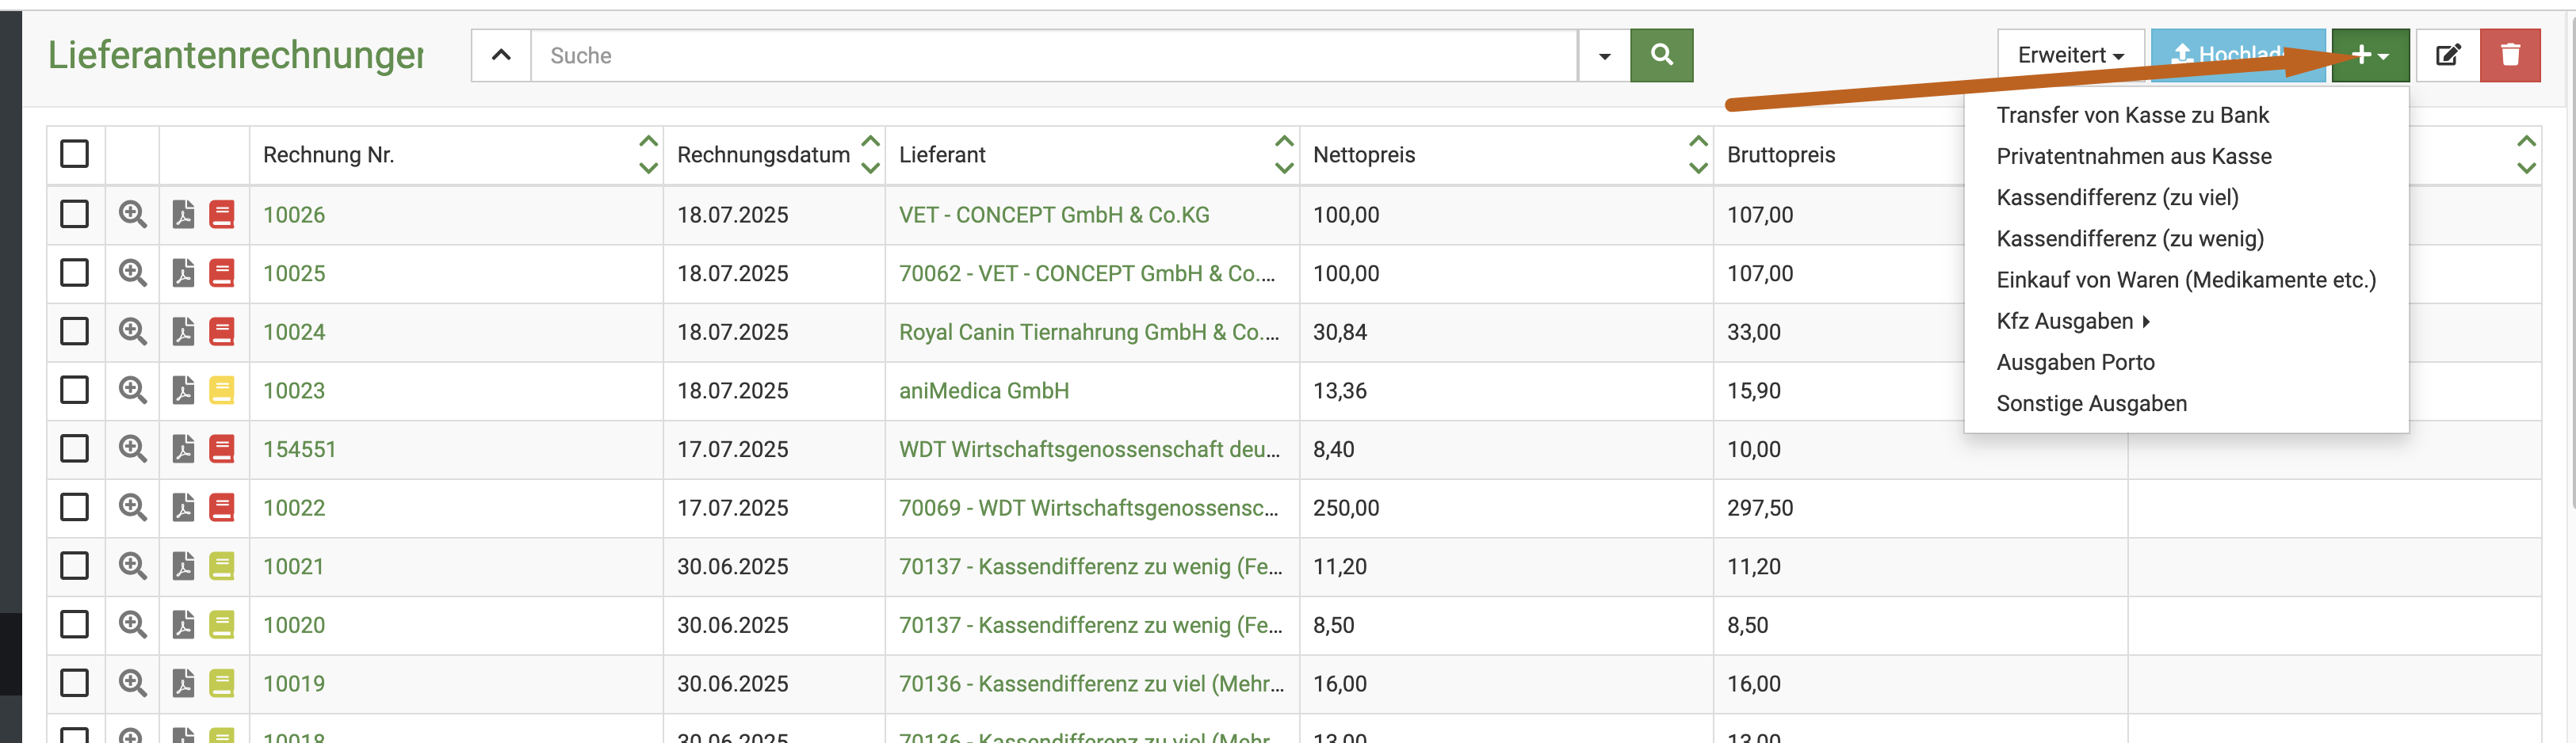 Lieferantenrechnunger
Suche
Erweitert
Hochlad
Transfer von Kasse zu Bank
Privatentnahmen aus Kasse
Kassendifferenz (zu viel)
Kassendifferenz (zu wenig)
Einkauf von Waren (Medikamente etc.)
Kfz Ausgaben
Ausgaben Porto
Sonstige Ausgaben
Rechnung Nr. Rechnungsdatum Lieferant Nettopreis Bruttopreis
10026 18.07.2025 VET - CONCEPT GmbH & Co.KG 100,00 107,00
10025 18.07.2025 70062 - VET - CONCEPT GmbH & Co.... 100,00 107,00
10024 18.07.2025 Royal Canin Tiernahrung GmbH & Co.... 30,84 33,00
10023 18.07.2025 aniMedica GmbH 13,36 15,90
154551 17.07.2025 WDT Wirtschaftsgenossenschaft deu... 8,40 10,00
10022 17.07.2025 70069 - WDT Wirtschaftsgenossensc... 250,00 297,50
10021 30.06.2025 70137 - Kassendifferenz zu wenig (Fe... 11,20 11,20
10020 30.06.2025 70137 - Kassendifferenz zu wenig (Fe... 8,50 8,50
10019 30.06.2025 70136 - Kassendifferenz zu viel (Mehr... 16,00 16,00
10018 30.06.2025 70136 - Kassendifferenz zu viel (Mehr... 13,00 13,00